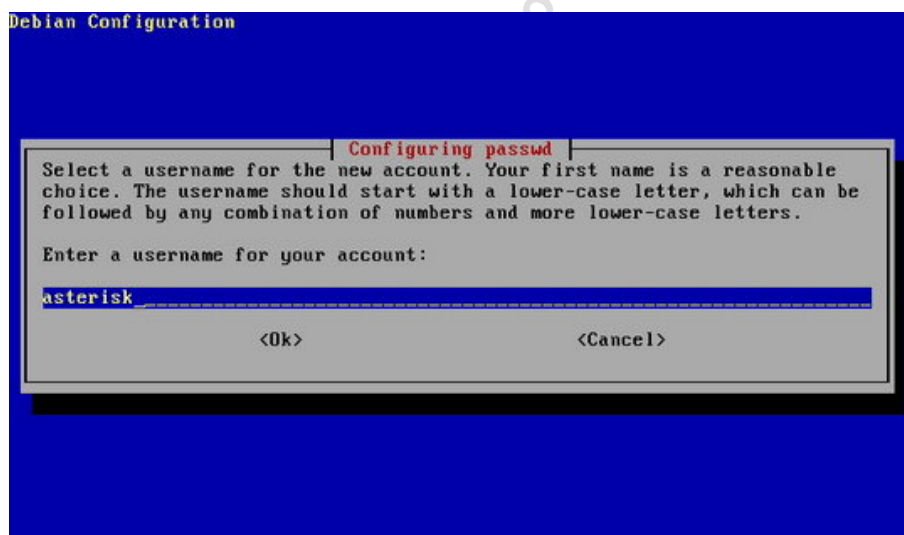 Debian Configuration
Configuring passwd
Select a username for the new account. Your first name is a reasonable
choice. The username should start with a lower-case letter, which can be
followed by any combination of numbers and more lower-case letters.
Enter a username for your account:
asterisk
<Ok> <Cancel>